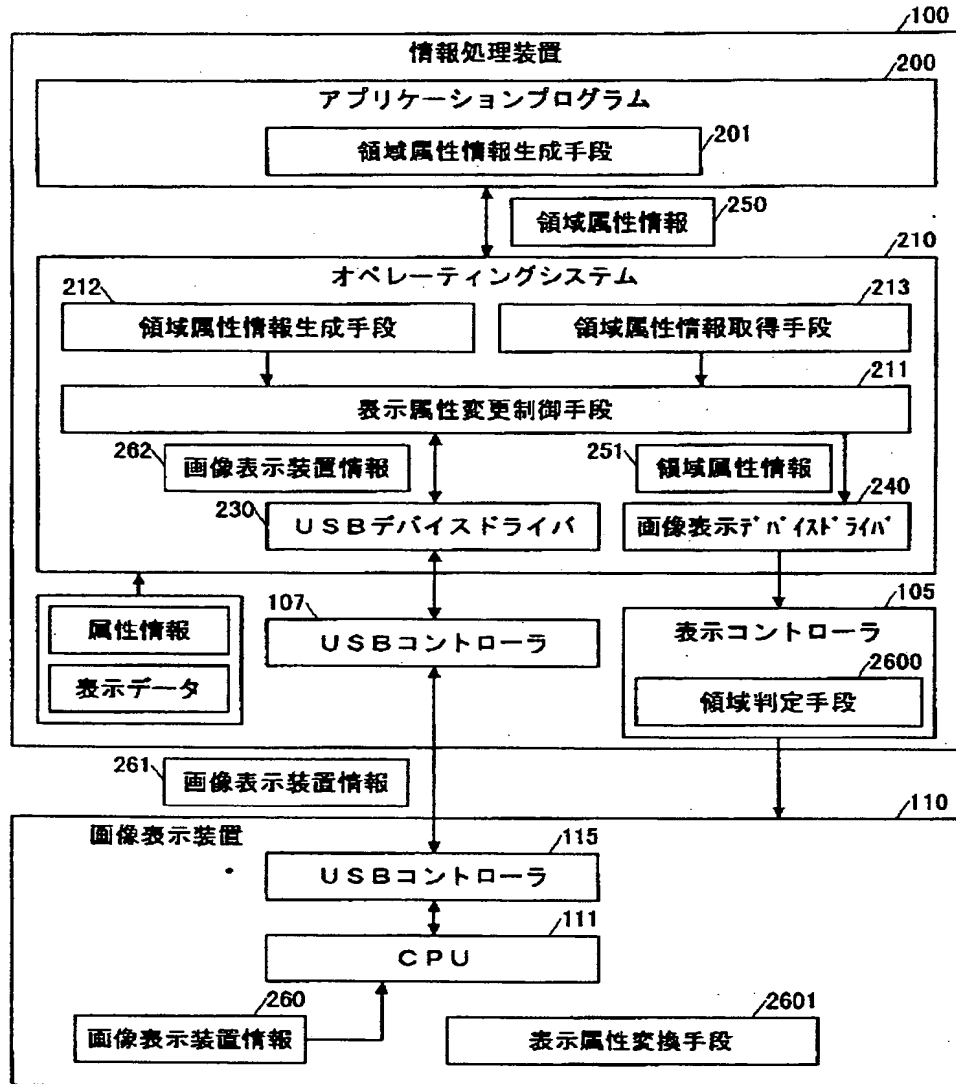 100
情報処理装置
200
アプリケーションプログラム
201
領域属性情報生成手段
領域属性情報
250
210
オペレーティングシステム
212
213
領域属性情報生成手段
領域属性情報取得手段
211
表示属性変更制御手段
262
画像表示装置情報
251
領域属性情報
230
USBデバイスドライバ
240
画像表示ﾃﾞﾊﾞｲｽﾄﾞﾗｲﾊﾞ
属性情報
表示データ
107
USBコントローラ
105
表示コントローラ
2600
領域判定手段
261
画像表示装置情報
110
画像表示装置
115
USBコントローラ
111
CPU
260
画像表示装置情報
2601
表示属性変換手段